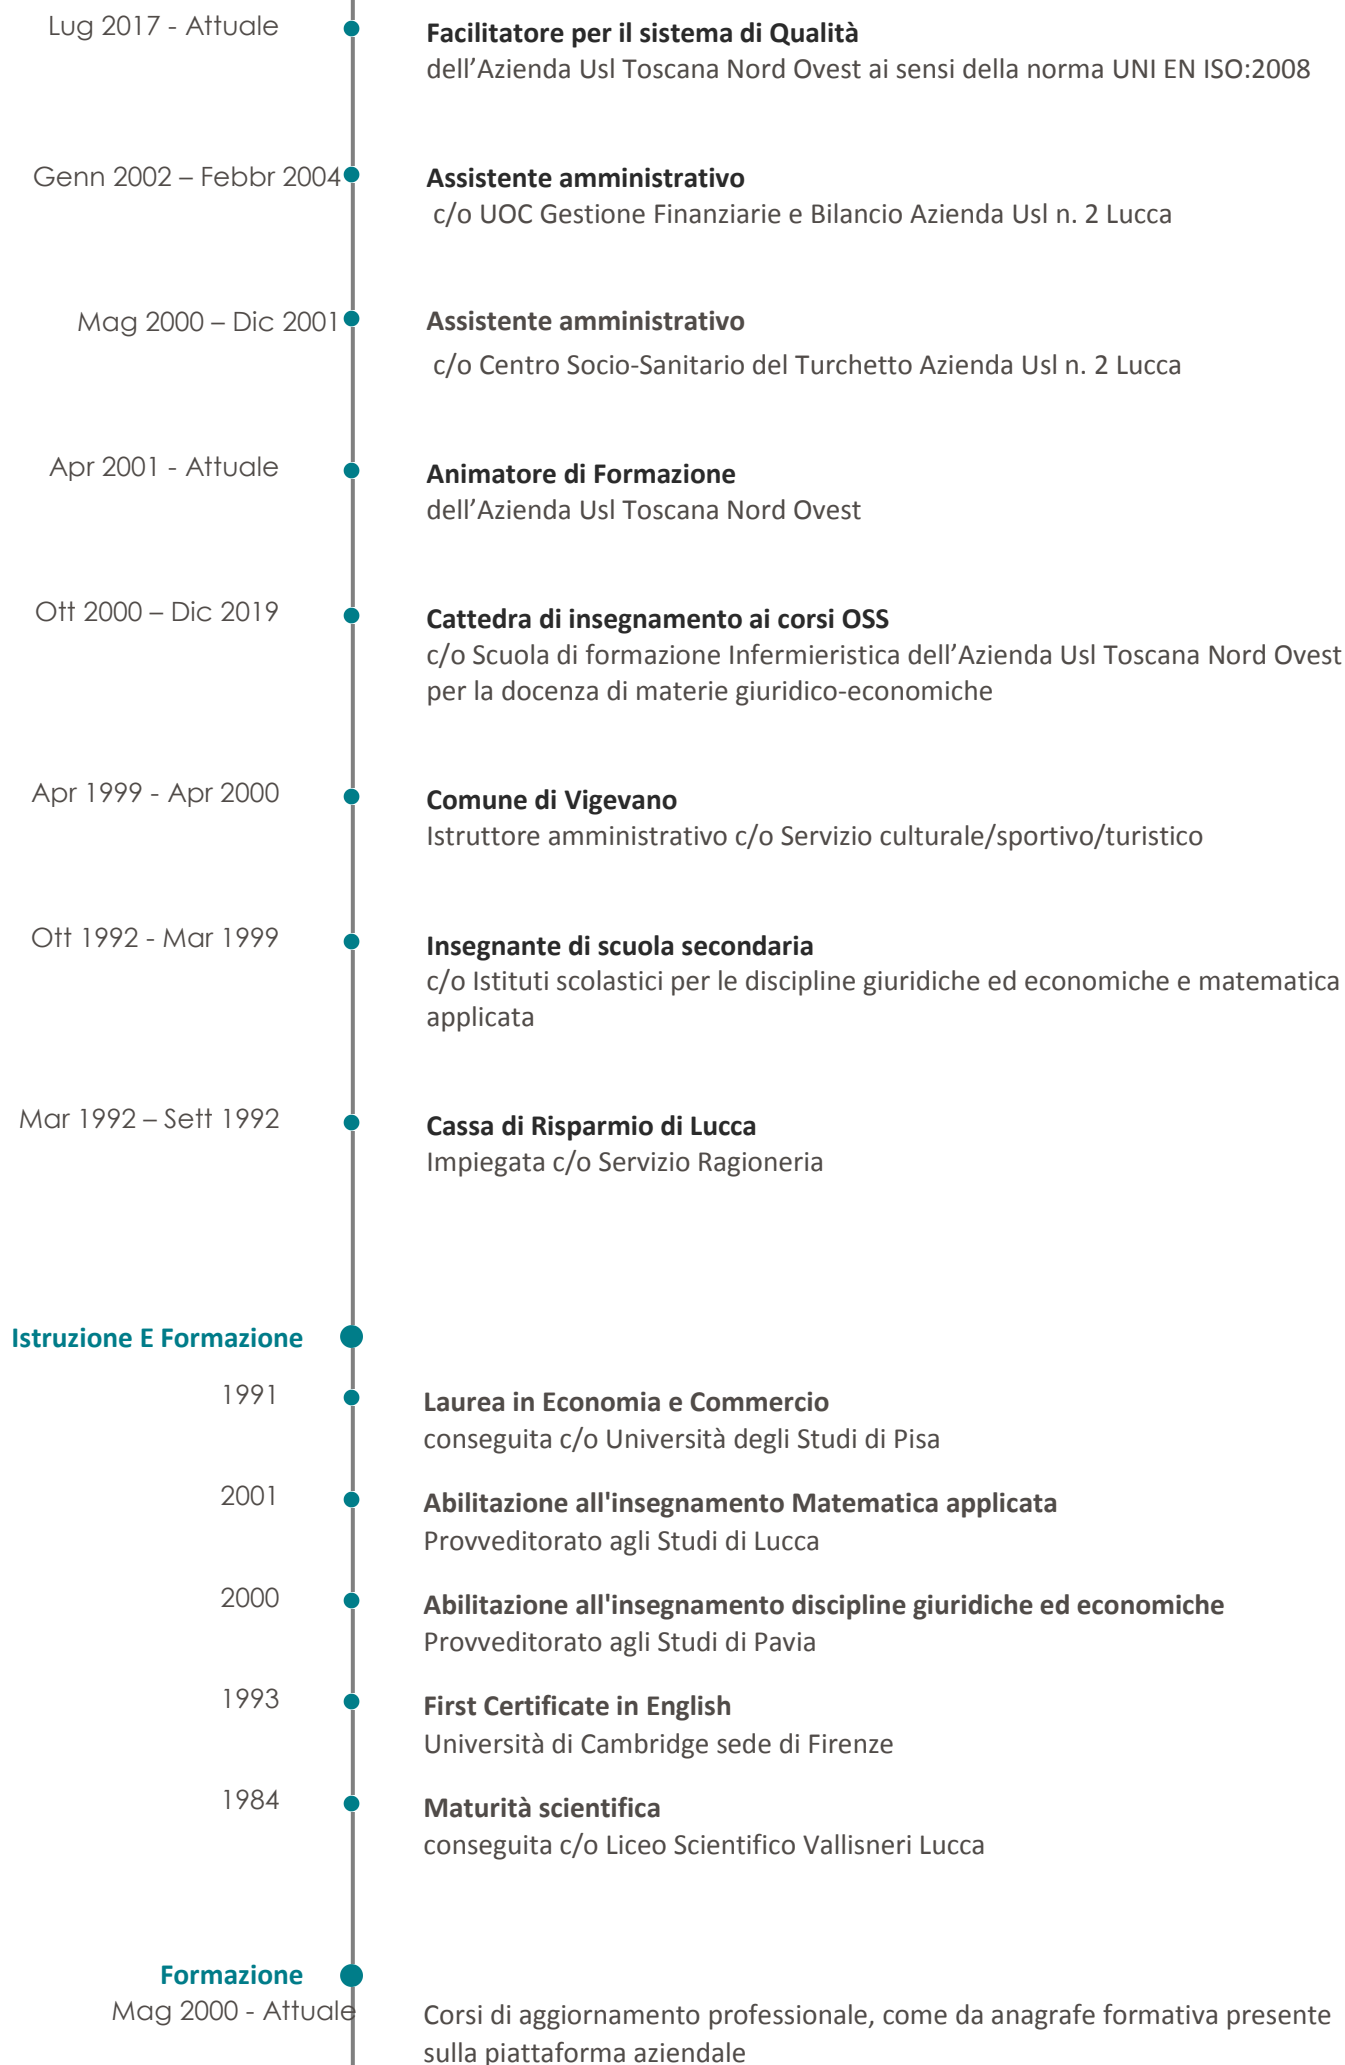 Lug 2017 - Attuale
Facilitatore per il sistema di Qualità
dell’Azienda Usl Toscana Nord Ovest ai sensi della norma UNI EN ISO:2008
Genn 2002 – Febbr 2004
Assistente amministrativo
c/o UOC Gestione Finanziarie e Bilancio Azienda Usl n. 2 Lucca
Mag 2000 – Dic 2001
Assistente amministrativo
c/o Centro Socio-Sanitario del Turchetto Azienda Usl n. 2 Lucca
Apr 2001 - Attuale
Animatore di Formazione
dell’Azienda Usl Toscana Nord Ovest
Ott 2000 – Dic 2019
Cattedra di insegnamento ai corsi OSS
c/o Scuola di formazione Infermieristica dell’Azienda Usl Toscana Nord Ovest
per la docenza di materie giuridico-economiche
Apr 1999 - Apr 2000
Comune di Vigevano
Istruttore amministrativo c/o Servizio culturale/sportivo/turistico
Ott 1992 - Mar 1999
Insegnante di scuola secondaria
c/o Istituti scolastici per le discipline giuridiche ed economiche e matematica
applicata
Mar 1992 – Sett 1992
Cassa di Risparmio di Lucca
Impiegata c/o Servizio Ragioneria
Istruzione E Formazione
1991
Laurea in Economia e Commercio
conseguita c/o Università degli Studi di Pisa
2001
Abilitazione all'insegnamento Matematica applicata
Provveditorato agli Studi di Lucca
2000
Abilitazione all'insegnamento discipline giuridiche ed economiche
Provveditorato agli Studi di Pavia
1993
First Certificate in English
Università di Cambridge sede di Firenze
1984
Maturità scientifica
conseguita c/o Liceo Scientifico Vallisneri Lucca
Formazione
Mag 2000 - Attuale
Corsi di aggiornamento professionale, come da anagrafe formativa presente
sulla piattaforma aziendale